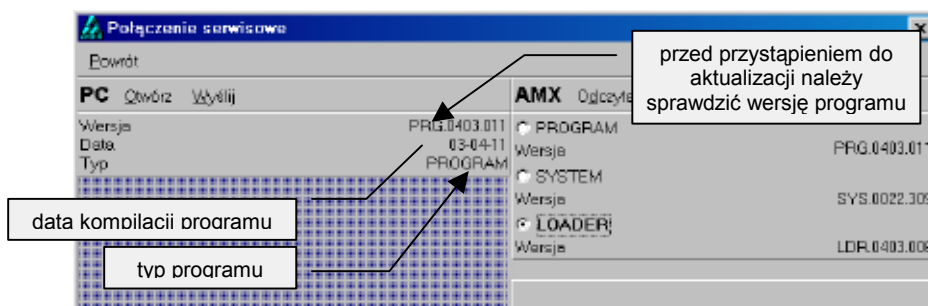 Połączenie serwisowe
Powrót
PC Otwórz Wyślij
Wersja PRG.0403.011
Data 03-04-11
Typ PROGRAM
AMX
PROGRAM
Wersja PRG.0403.011
SYSTEM
Wersja SYS.0022.309
LOADER
Wersja LDR.0403.009
przed przystąpieniem do
aktualizacji należy
sprawdzić wersję programu
data kompilacji programu
typ programu